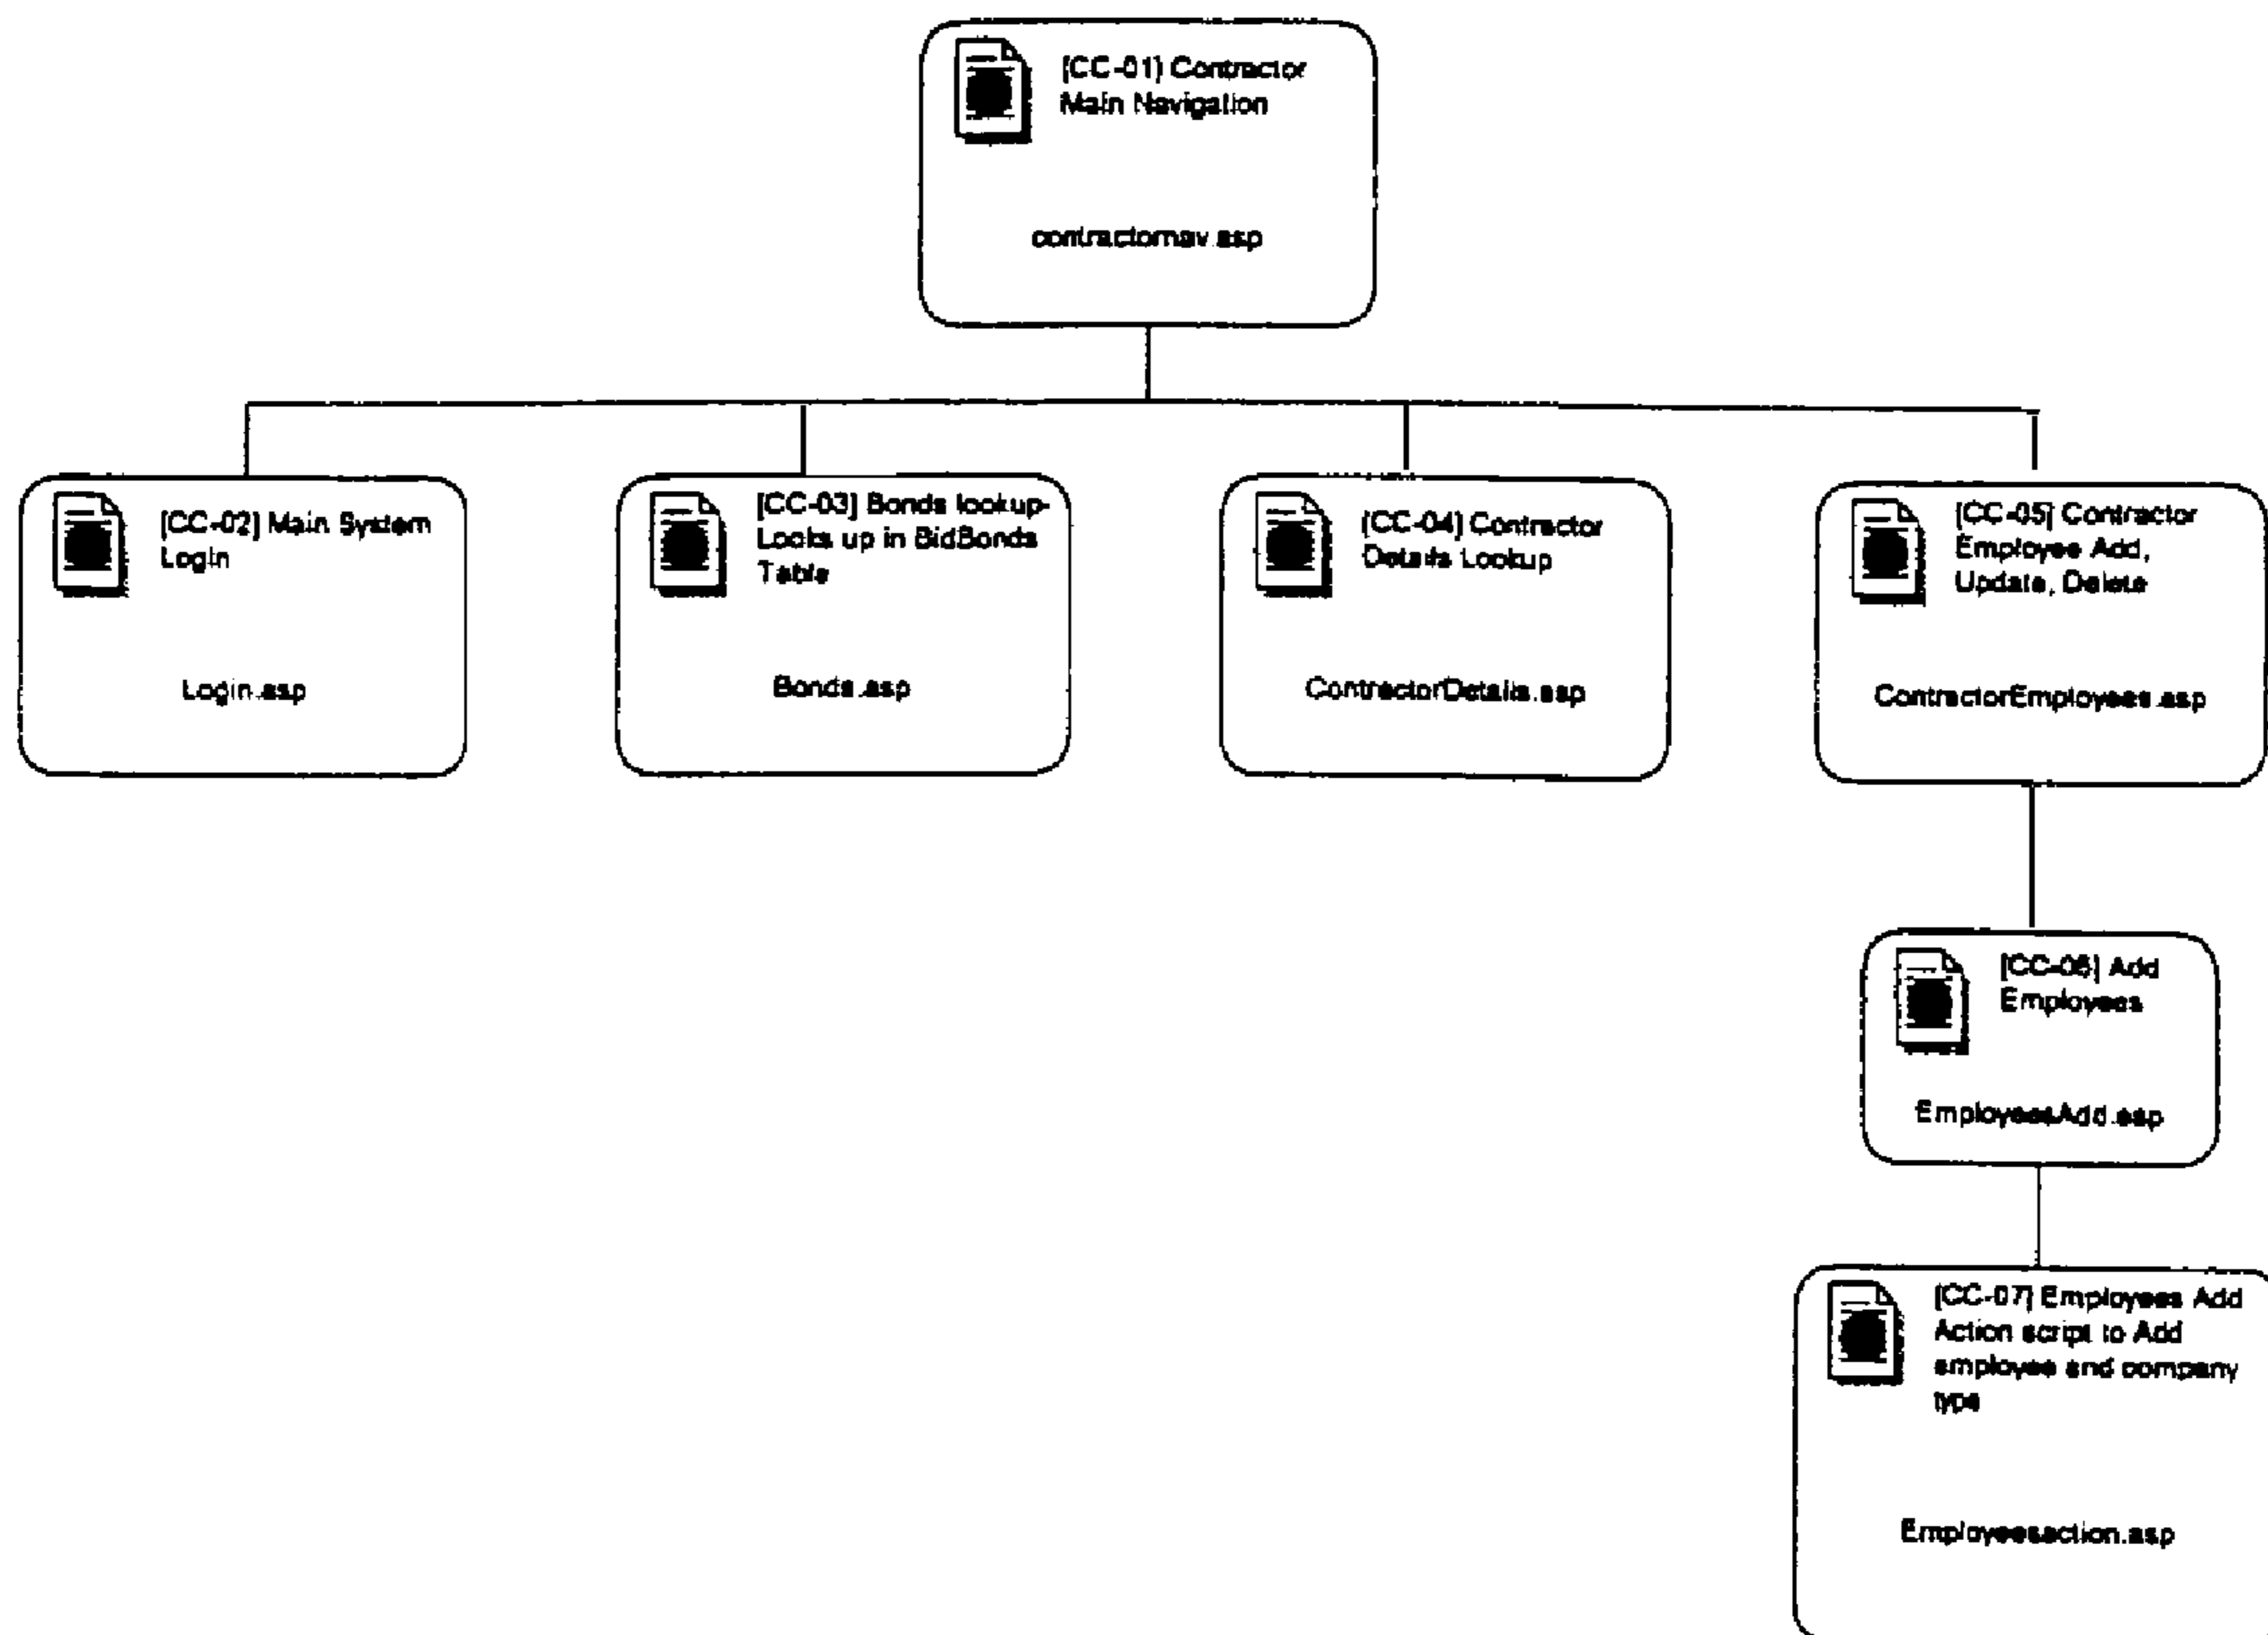 [CC-01] Contractor
Main Navigation
contractornav.asp
[CC-02] Main System
Login
Login.asp
[CC-03] Bonds lookup-
Looks up in BidBonds
Table
Bonds.asp
[CC-04] Contractor
Details Lookup
ContractorDetails.asp
[CC-05] Contractor
Employee Add,
Update, Delete
ContractorEmployees.asp
[CC-06] Add
Employees
EmployeesAdd.asp
[CC-07] Employees Add
Action script to Add
employee and company
type
Employeesaction.asp